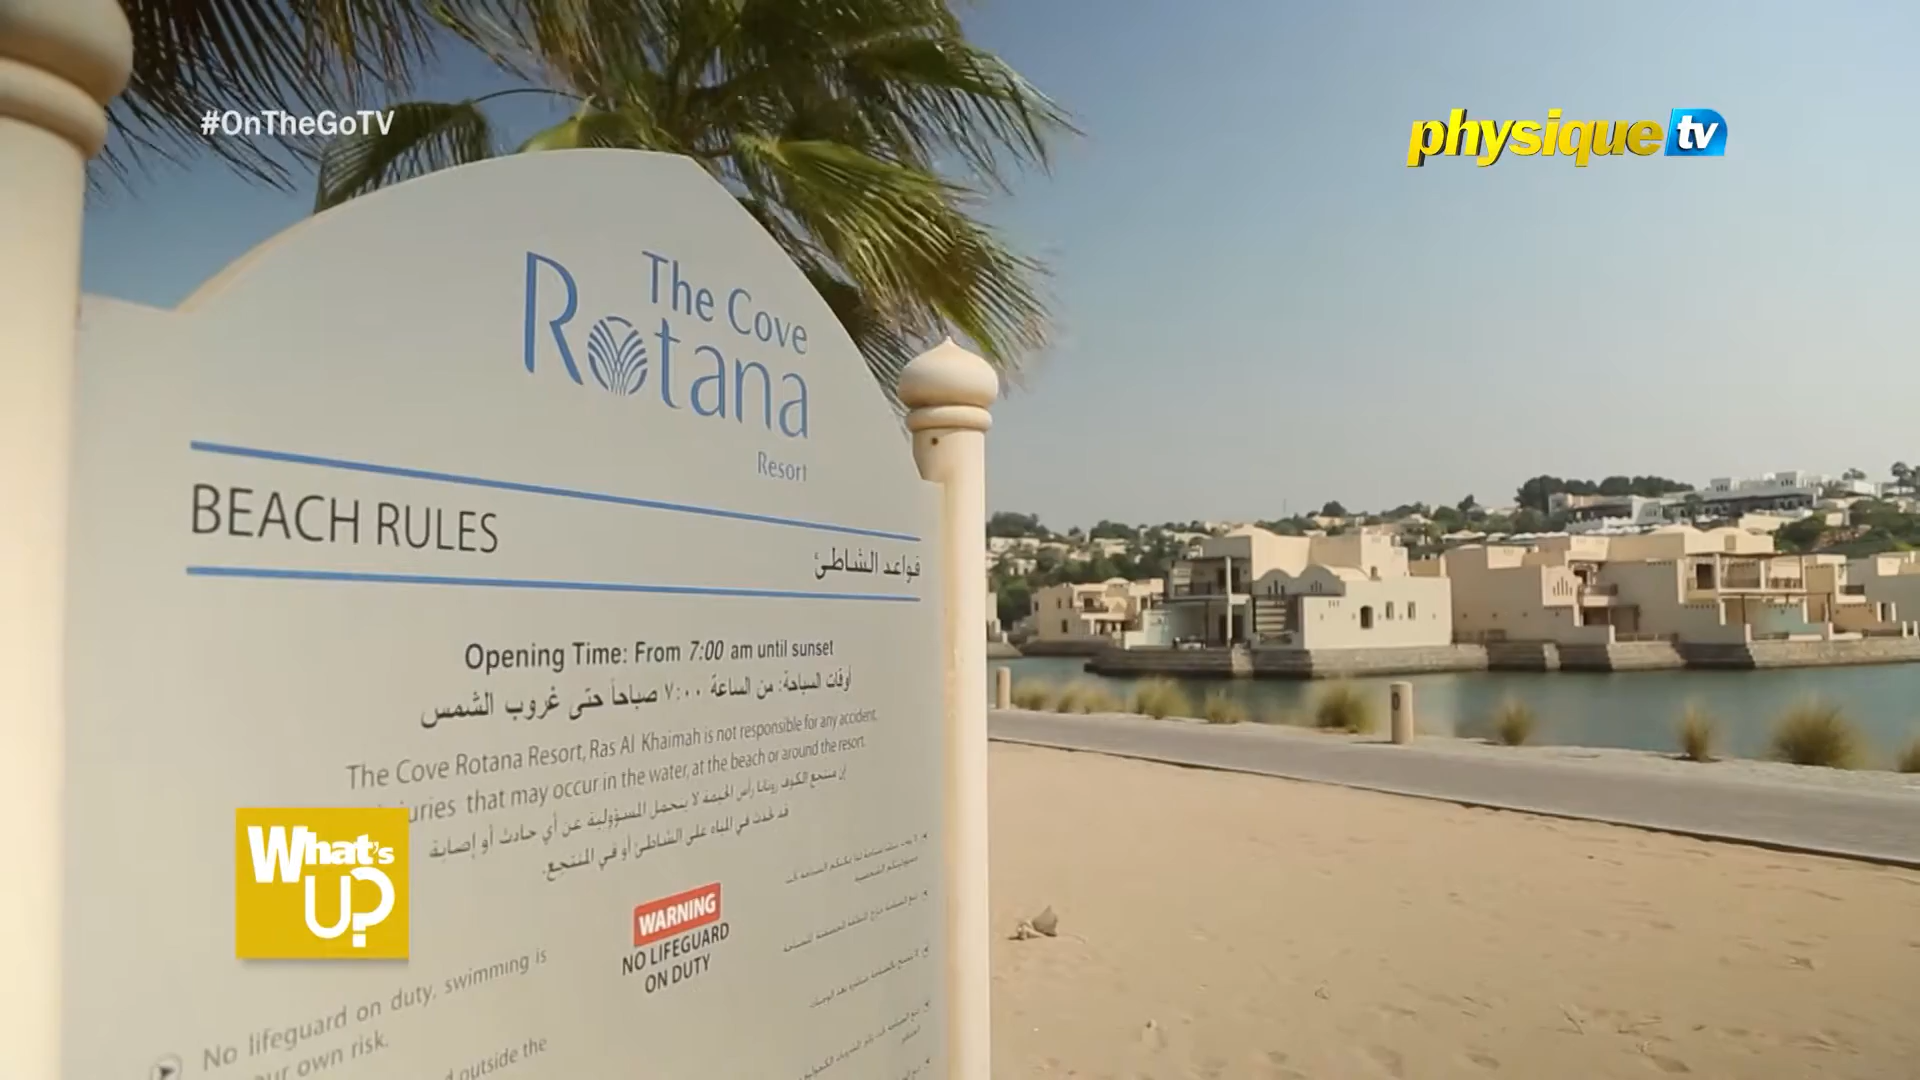 #OnTheGoTV
physique tv
The Cove
Rotana
Resort
BEACH RULES
قواعد الشاطئ
Opening Time: From 7:00 am until sunset
أوقات السباحة: من الساعة ٧:٠٠ صباحاً حتى غروب الشمس
The Cove Rotana Resort, Ras Al Khaimah is not responsible for any accident,
that may occur in the water, at the beach or around the resort.
إن منتجع الكوف روتانا رأس الخيمة لا يتحمل المسؤولية عن أي حادث أو إصابة
قد تحدث في المياه على الشاطئ أو في المنتجع.
What's
UP?
WARNING
NO LIFEGUARD
ON DUTY
No lifeguard on duty, swimming is
own risk.
outside the